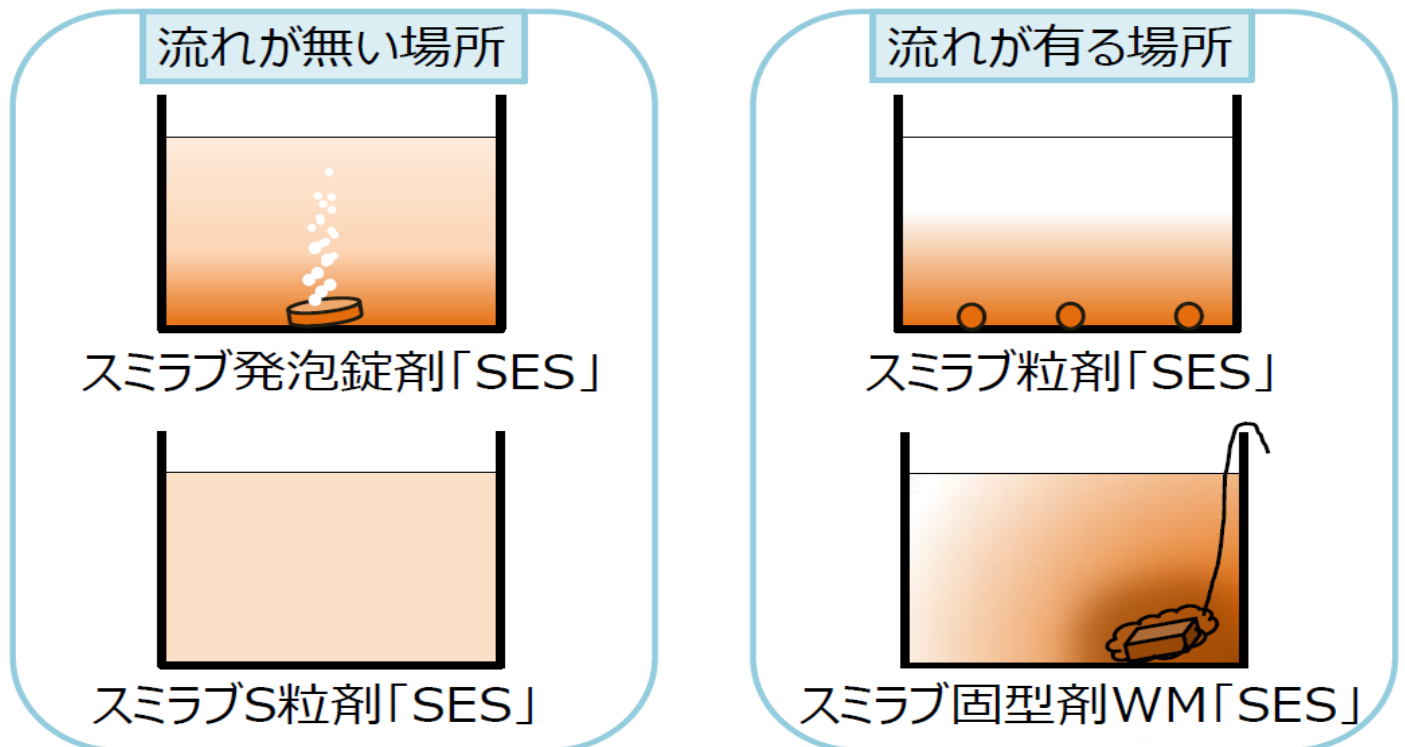 流れが無い場所
スミラブ発泡錠剤「SES」
スミラブS粒剤「SES」
流れが有る場所
スミラブ粒剤「SES」
スミラブ固型剤WM「SES」